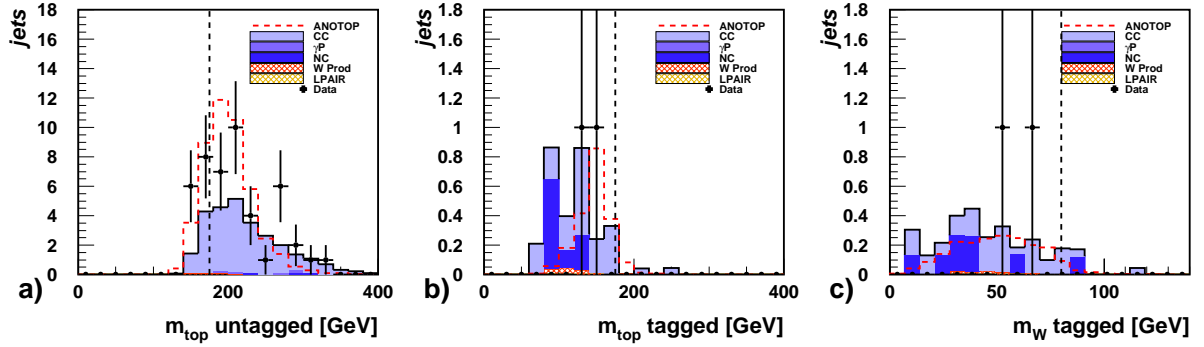 jets
18
16
14
12
10
8
6
4
2
0
ANOTOP
CC
γP
NC
W Prod
LPAIR
Data
0
200
400
a)
m_top untagged [GeV]
jets
1.8
1.6
1.4
1.2
1
0.8
0.6
0.4
0.2
0
ANOTOP
CC
γP
NC
W Prod
LPAIR
Data
0
200
400
b)
m_top tagged [GeV]
jets
1.8
1.6
1.4
1.2
1
0.8
0.6
0.4
0.2
0
ANOTOP
CC
γP
NC
W Prod
LPAIR
Data
0
50
100
c)
m_W tagged [GeV]